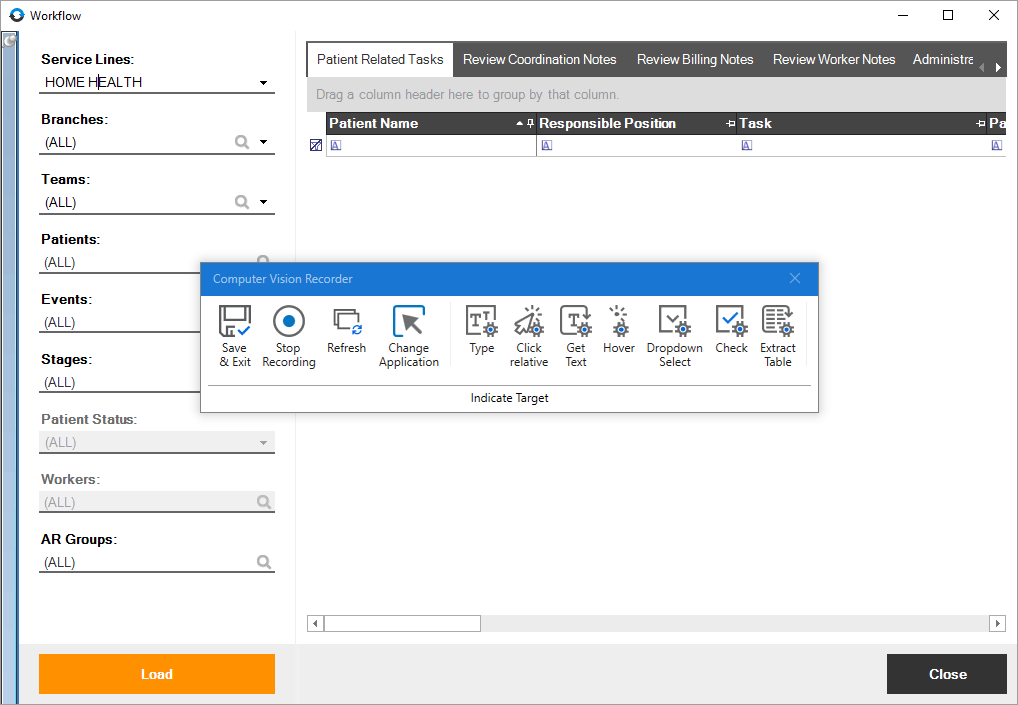 Workflow
Service Lines:
HOME HEALTH
Branches:
(ALL)
Teams:
(ALL)
Patients:
(ALL)
Events:
(ALL)
Stages:
(ALL)
Patient Status:
(ALL)
Workers:
(ALL)
AR Groups:
(ALL)
Load
Patient Related Tasks Review Coordination Notes Review Billing Notes Review Worker Notes Administra
Drag a column header here to group by that column.
Patient Name Responsible Position Task Pa
A A A A
Computer Vision Recorder
Save & Exit
Stop Recording
Refresh
Change Application
Type
Click relative
Get Text
Hover
Dropdown Select
Check
Extract Table
Indicate Target
Close